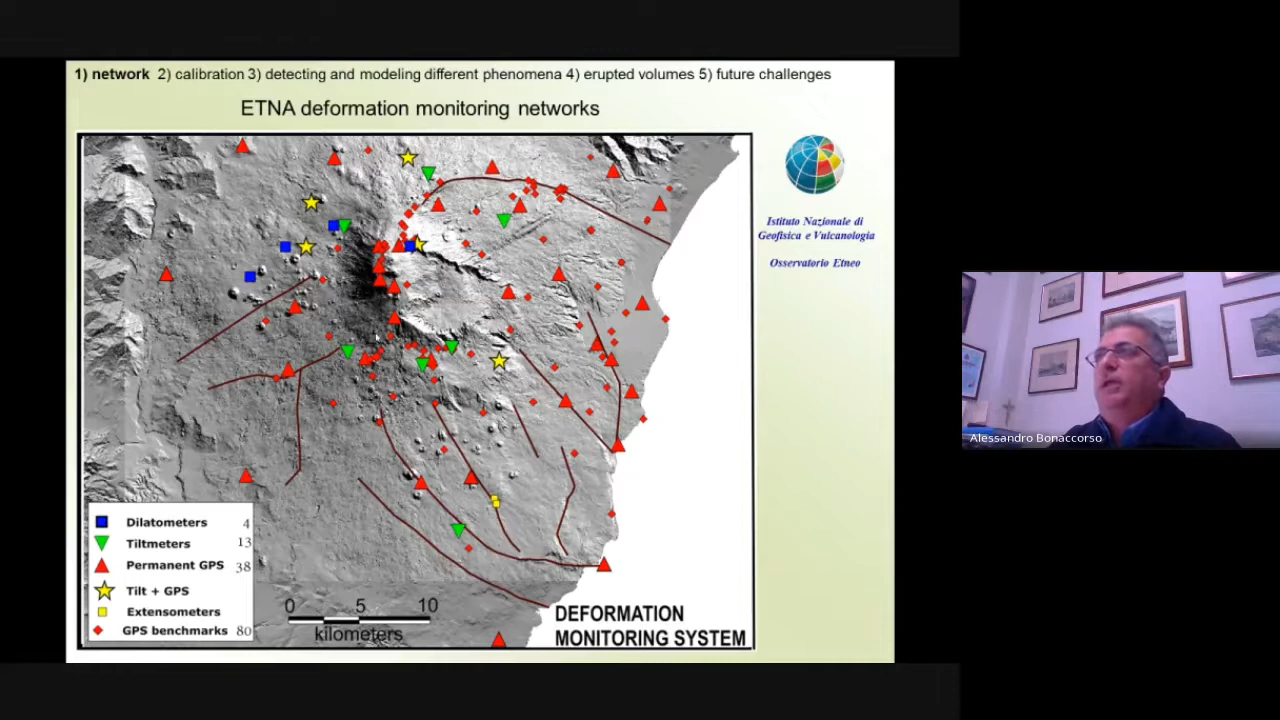 1) network 2) calibration 3) detecting and modeling different phenomena 4) erupted volumes 5) future challenges
ETNA deformation monitoring networks
Istituto Nazionale di
Geofisica e Vulcanologia
Osservatorio Etneo
Dilatometers 4
Tiltmeters 13
Permanent GPS 38
Tilt + GPS
Extensometers
GPS benchmarks 80
0 5 10
kilometers
DEFORMATION
MONITORING SYSTEM
Alessandro Bonaccorso